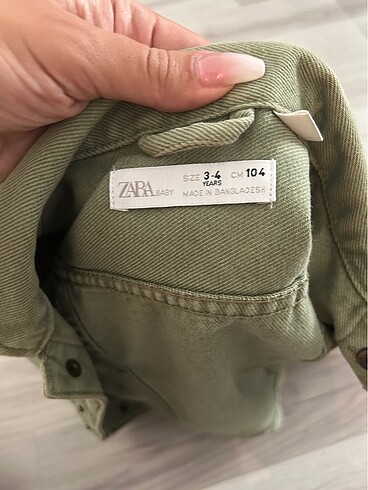 ZARA BABY SIZE 3-4 YEARS CM 104
MADE IN BANGLADESH